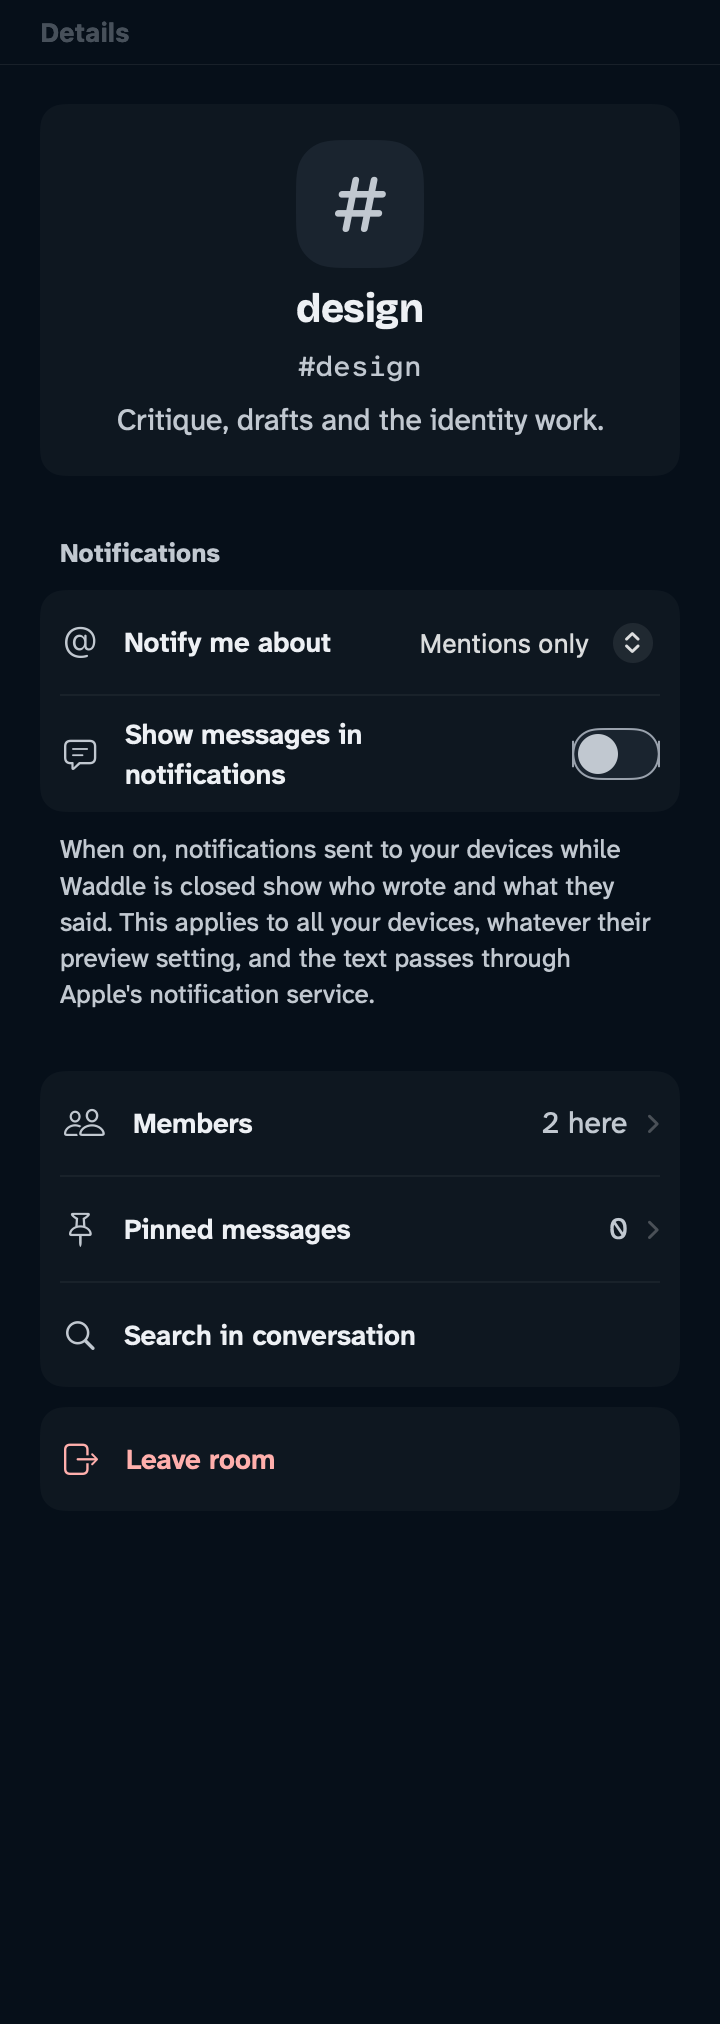 Details
#
design
#design
Critique, drafts and the identity work.
Notifications
@ Notify me about Mentions only
Show messages in
notifications
When on, notifications sent to your devices while
Waddle is closed show who wrote and what they
said. This applies to all your devices, whatever their
preview setting, and the text passes through
Apple's notification service.
Members 2 here
Pinned messages 0
Search in conversation
Leave room